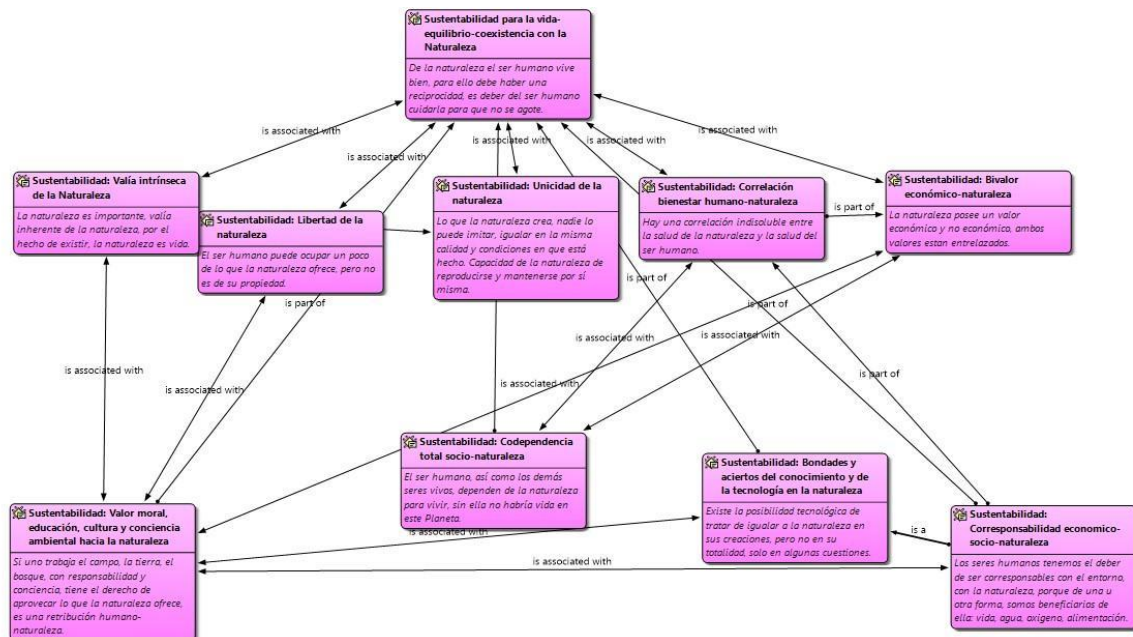 Sustentabilidad para la vida-
equilibrio-coexistencia con la
Naturaleza
De la naturaleza el ser humano vive
bien, para ello debe haber una
reciprocidad, es deber del ser humano
cuidarla para que no se agote.
is associated with
is associated with
is associated with
is associated with
is associated with
Sustentabilidad: Valía intrínseca
de la Naturaleza
La naturaleza es importante, valía
inherente de la naturaleza, por el
hecho de existir, la naturaleza es vida.
Sustentabilidad: Libertad de la
naturaleza
El ser humano puede ocupar un poco
de lo que la naturaleza ofrece, pero no
es de su propiedad.
Sustentabilidad: Unicidad de la
naturaleza
Lo que la naturaleza crea, nadie lo
puede imitar, igualar en la misma
calidad y condiciones en que está
hecho. Capacidad de la naturaleza de
reproducirse y mantenerse por sí
misma.
Sustentabilidad: Correlación
bienestar humano-naturaleza
Hay una correlación indisoluble entre
la salud de la naturaleza y la salud del
ser humano.
is part of
Sustentabilidad: Bivalor
económico-naturaleza
La naturaleza posee un valor
económico y no económico, ambos
valores estan entrelazados.
is part of
is part of
is part of
is associated with
is associated with
is associated with
is associated with
is part of
Sustentabilidad: Codependencia
total socio-naturaleza
El ser humano, así como los demás
seres vivos, dependen de la naturaleza
para vivir, sin ella no habría vida en
este Planeta.
Sustentabilidad: Bondades y
aciertos del conocimiento y de
la tecnología en la naturaleza
Existe la posibilidad tecnológica de
tratar de igualar a la naturaleza en
sus creaciones, pero no en su
totalidad, solo en algunas cuestiones.
Sustentabilidad: Valor moral,
educación, cultura y conciencia
ambiental hacia la naturaleza
Si uno trabaja el campo, la tierra, el
bosque, con responsabilidad y
conciencia, tiene el derecho de
aprovecar lo que la naturaleza ofrece,
es una retribución humano-
naturaleza.
is associated with
is associated with
is a
Sustentabilidad:
Corresponsabilidad economico-
socio-naturaleza
Los seres humanos tenemos el deber
de ser corresponsables con el entorno,
con la naturaleza, porque de una u
otra forma, somos beneficiarios de
ella: vida, agua, oxigeno, alimentación.